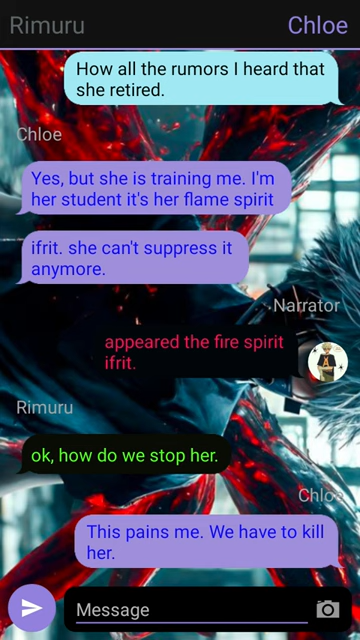 Rimuru
Chloe
How all the rumors I heard that
she retired.
Chloe
Yes, but she is training me. I'm
her student it's her flame spirit
ifrit. she can't suppress it
anymore.
Narrator
appeared the fire spirit
ifrit.
Rimuru
ok, how do we stop her.
Chloe
This pains me. We have to kill
her.
Message